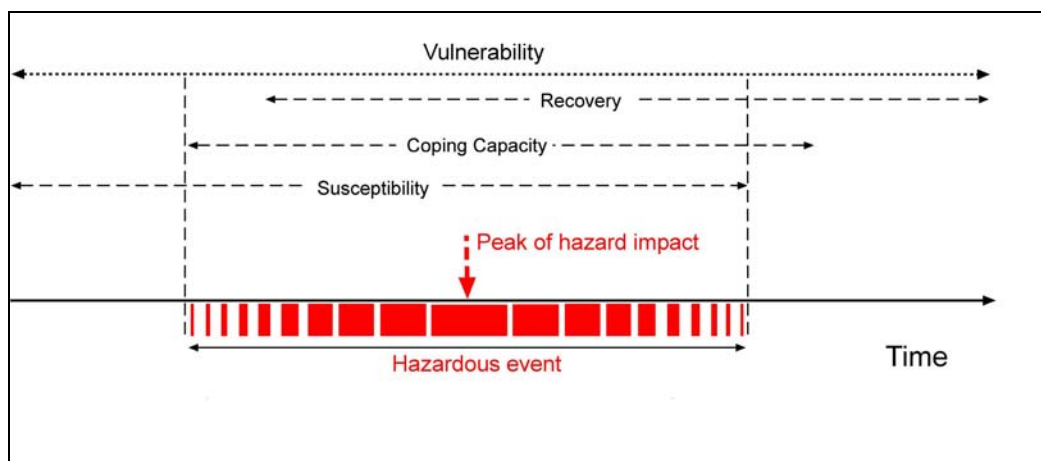 Vulnerability
Recovery
Coping Capacity
Susceptibility
Peak of hazard impact
Hazardous event
Time